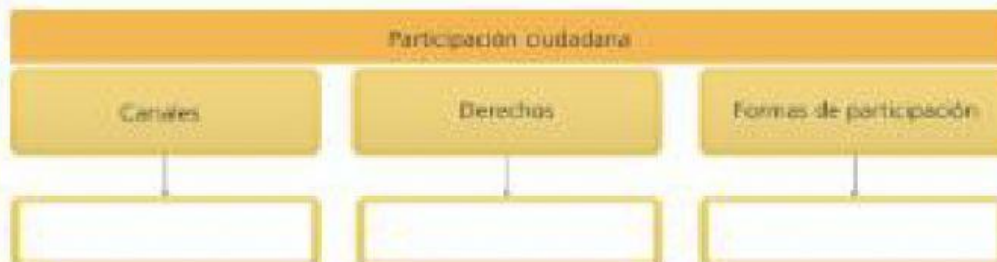 Participación ciudadana
Canales
Derechos
Formas de participación